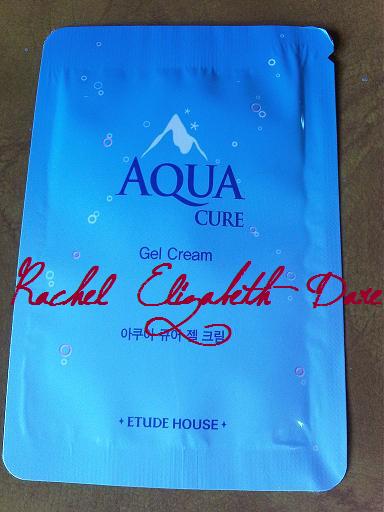 AQUA
CURE
Gel Cream
Rachel Elizabeth Dare
아쿠아 큐어 젤 크림
ETUDE HOUSE